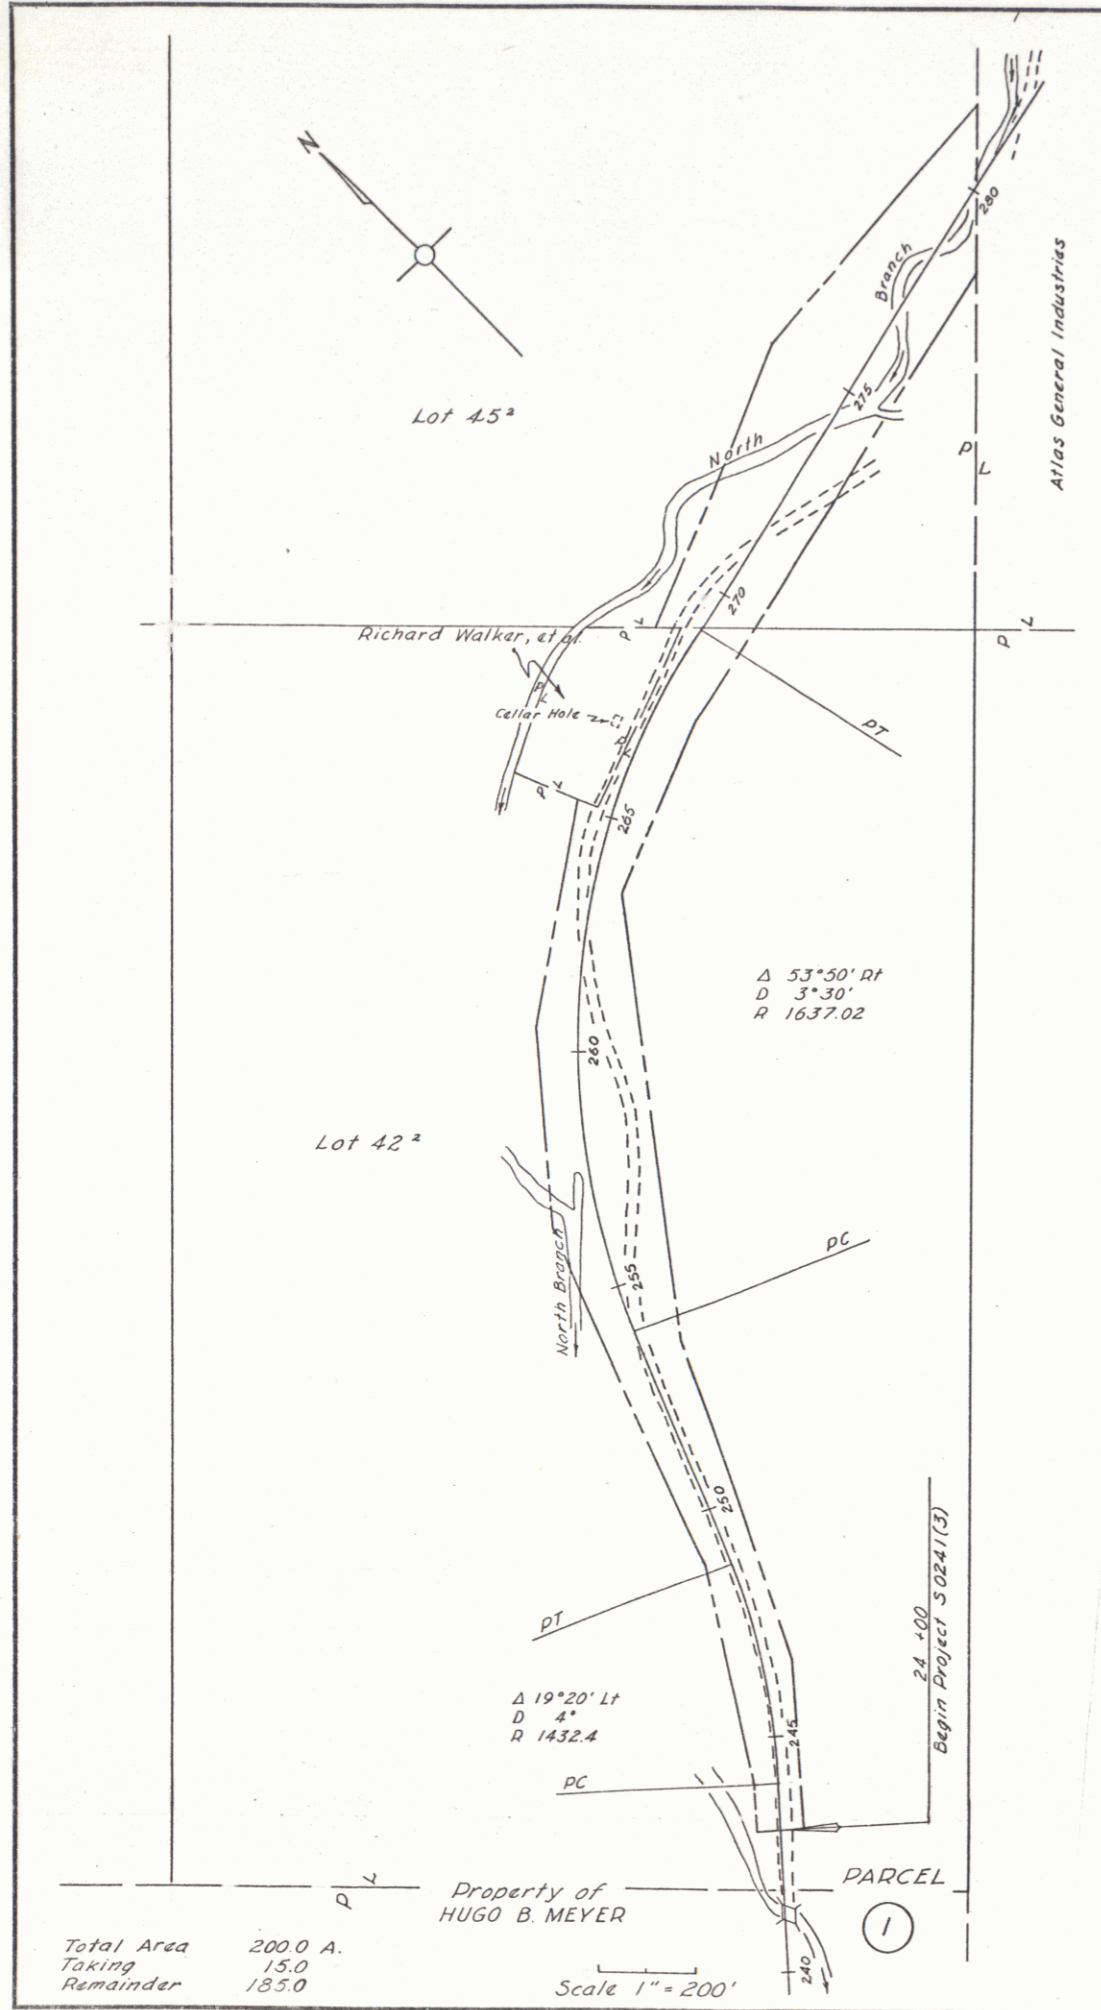 N
280
Branch
Atlas General Industries
275
Lot 45²
North
P L
270
Richard Walker, et al.
P L
P L
P L
Cellar Hole
PT
P L
P L
265
Δ 53°50' Rt
D 3°30'
R 1637.02
260
Lot 42²
North Branch
PC
255
250
24 +00
Begin Project S 0241(3)
PT
Δ 19°20' Lt
D 4°
R 1432.4
245
PC
PARCEL
1
P L
Property of
HUGO B. MEYER
240
Total Area 200.0 A.
Taking 15.0
Remainder 185.0
Scale 1" = 200'